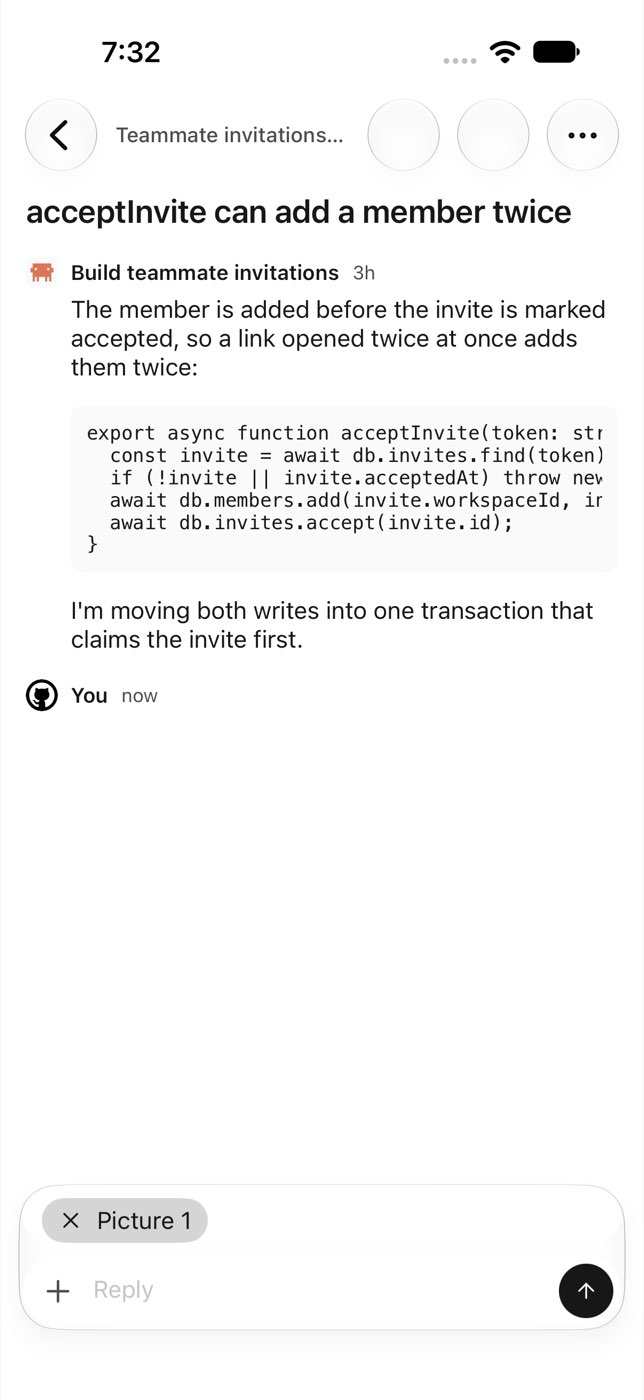 7:32
Teammate invitations...
acceptInvite can add a member twice
Build teammate invitations 3h
The member is added before the invite is marked
accepted, so a link opened twice at once adds
them twice:
export async function acceptInvite(token: str
  const invite = await db.invites.find(token)
  if (!invite || invite.acceptedAt) throw new
  await db.members.add(invite.workspaceId, in
  await db.invites.accept(invite.id);
}
I'm moving both writes into one transaction that
claims the invite first.
You now
Picture 1
Reply